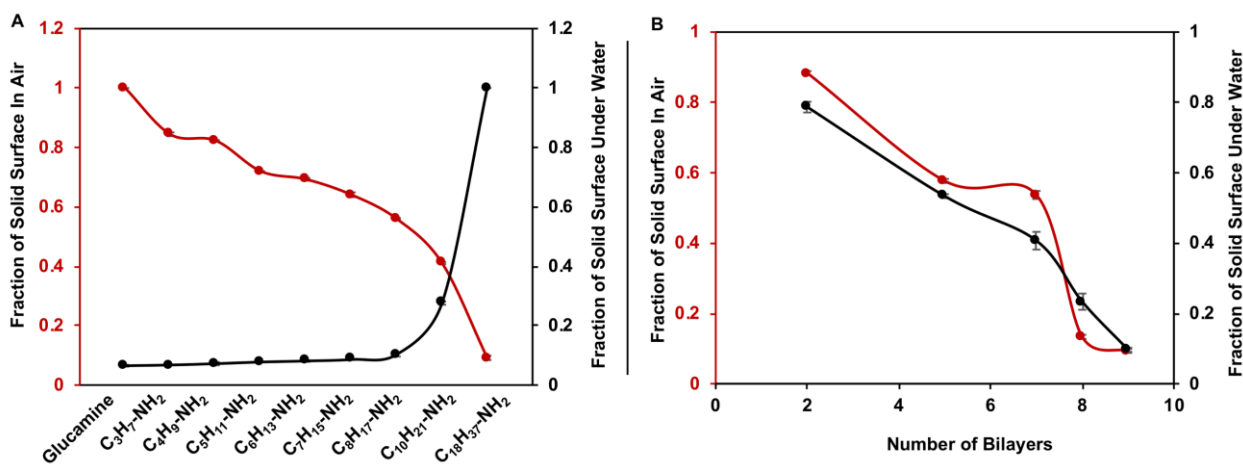 A
Fraction of Solid Surface In Air
1.2
1
0.8
0.6
0.4
0.2
0
1.2
1
0.8
0.6
0.4
0.2
0
Fraction of Solid Surface Under Water
Glucamine
C₃H₇-NH₂
C₄H₉-NH₂
C₅H₁₁-NH₂
C₆H₁₃-NH₂
C₇H₁₅-NH₂
C₈H₁₇-NH₂
C₁₀H₂₁-NH₂
C₁₈H₃₇-NH₂
B
Fraction of Solid Surface In Air
1
0.8
0.6
0.4
0.2
0
1
0.8
0.6
0.4
0.2
0
Fraction of Solid Surface Under Water
0 2 4 6 8 10
Number of Bilayers